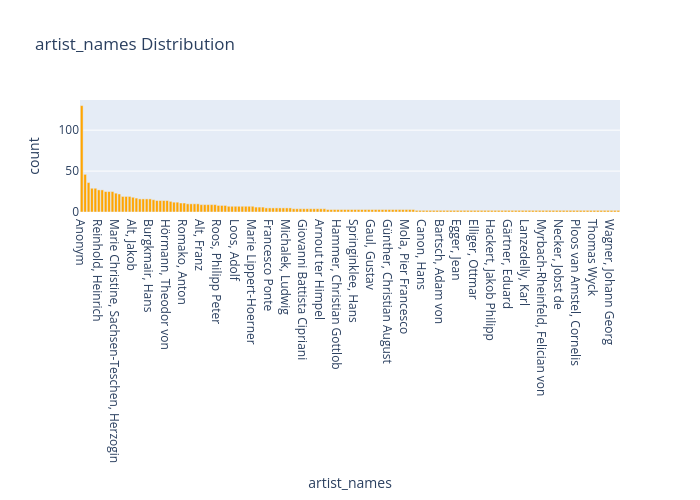 artist_names Distribution
count
100
50
0
Anonym
Reinhold, Heinrich
Marie Christine, Sachsen-Teschen, Herzogin
Alt, Jakob
Burgkmair, Hans
Hörmann, Theodor von
Romako, Anton
Alt, Franz
Roos, Philipp Peter
Loos, Adolf
Marie Lippert-Hoerner
Francesco Ponte
Michalek, Ludwig
Giovanni Battista Cipriani
Arnout ter Himpel
Hammer, Christian Gottlob
Springinklee, Hans
Gaul, Gustav
Günther, Christian August
Mola, Pier Francesco
Canon, Hans
Bartsch, Adam von
Egger, Jean
Elliger, Ottmar
Hackert, Jakob Philipp
Gärtner, Eduard
Lanzedelly, Karl
Myrbach-Rheinfeld, Felician von
Necker, Jobst de
Ploos van Amstel, Cornelis
Thomas Wyck
Wagner, Johann Georg
artist_names